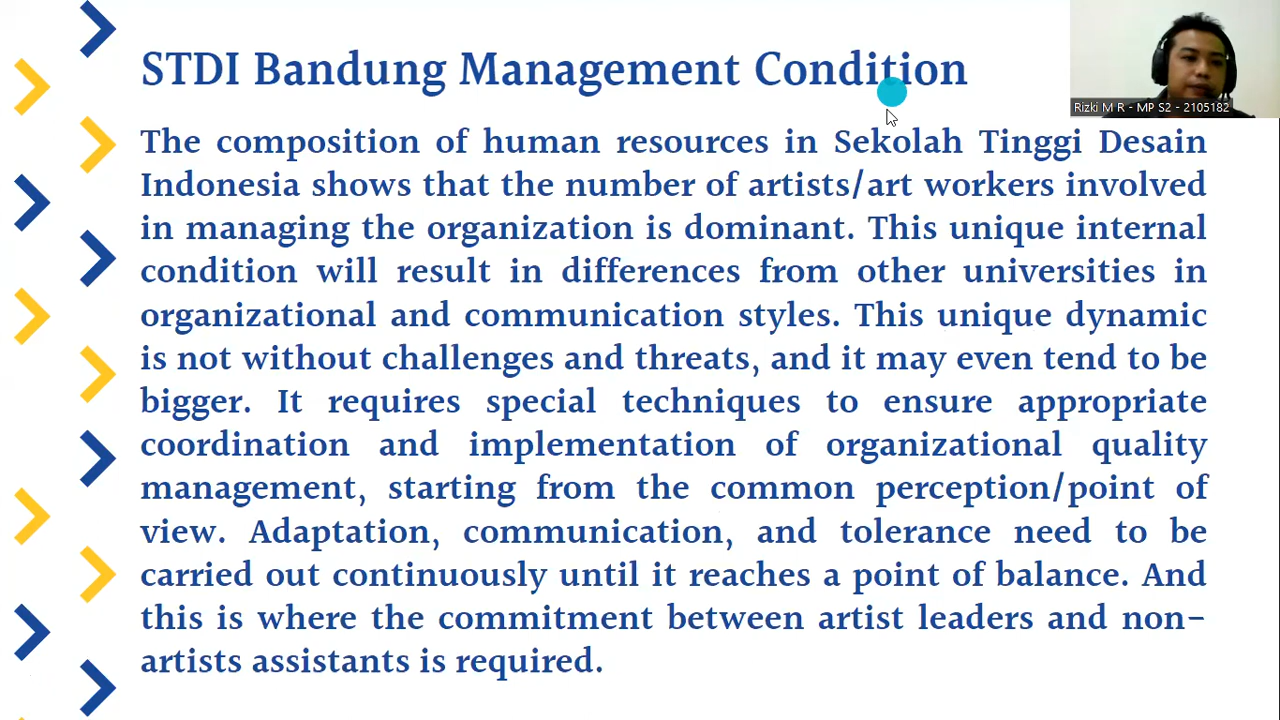 STDI Bandung Management Condition
Rizki M R - MP S2 - 2105182
The composition of human resources in Sekolah Tinggi Desain
Indonesia shows that the number of artists/art workers involved
in managing the organization is dominant. This unique internal
condition will result in differences from other universities in
organizational and communication styles. This unique dynamic
is not without challenges and threats, and it may even tend to be
bigger. It requires special techniques to ensure appropriate
coordination and implementation of organizational quality
management, starting from the common perception/point of
view. Adaptation, communication, and tolerance need to be
carried out continuously until it reaches a point of balance. And
this is where the commitment between artist leaders and non-
artists assistants is required.